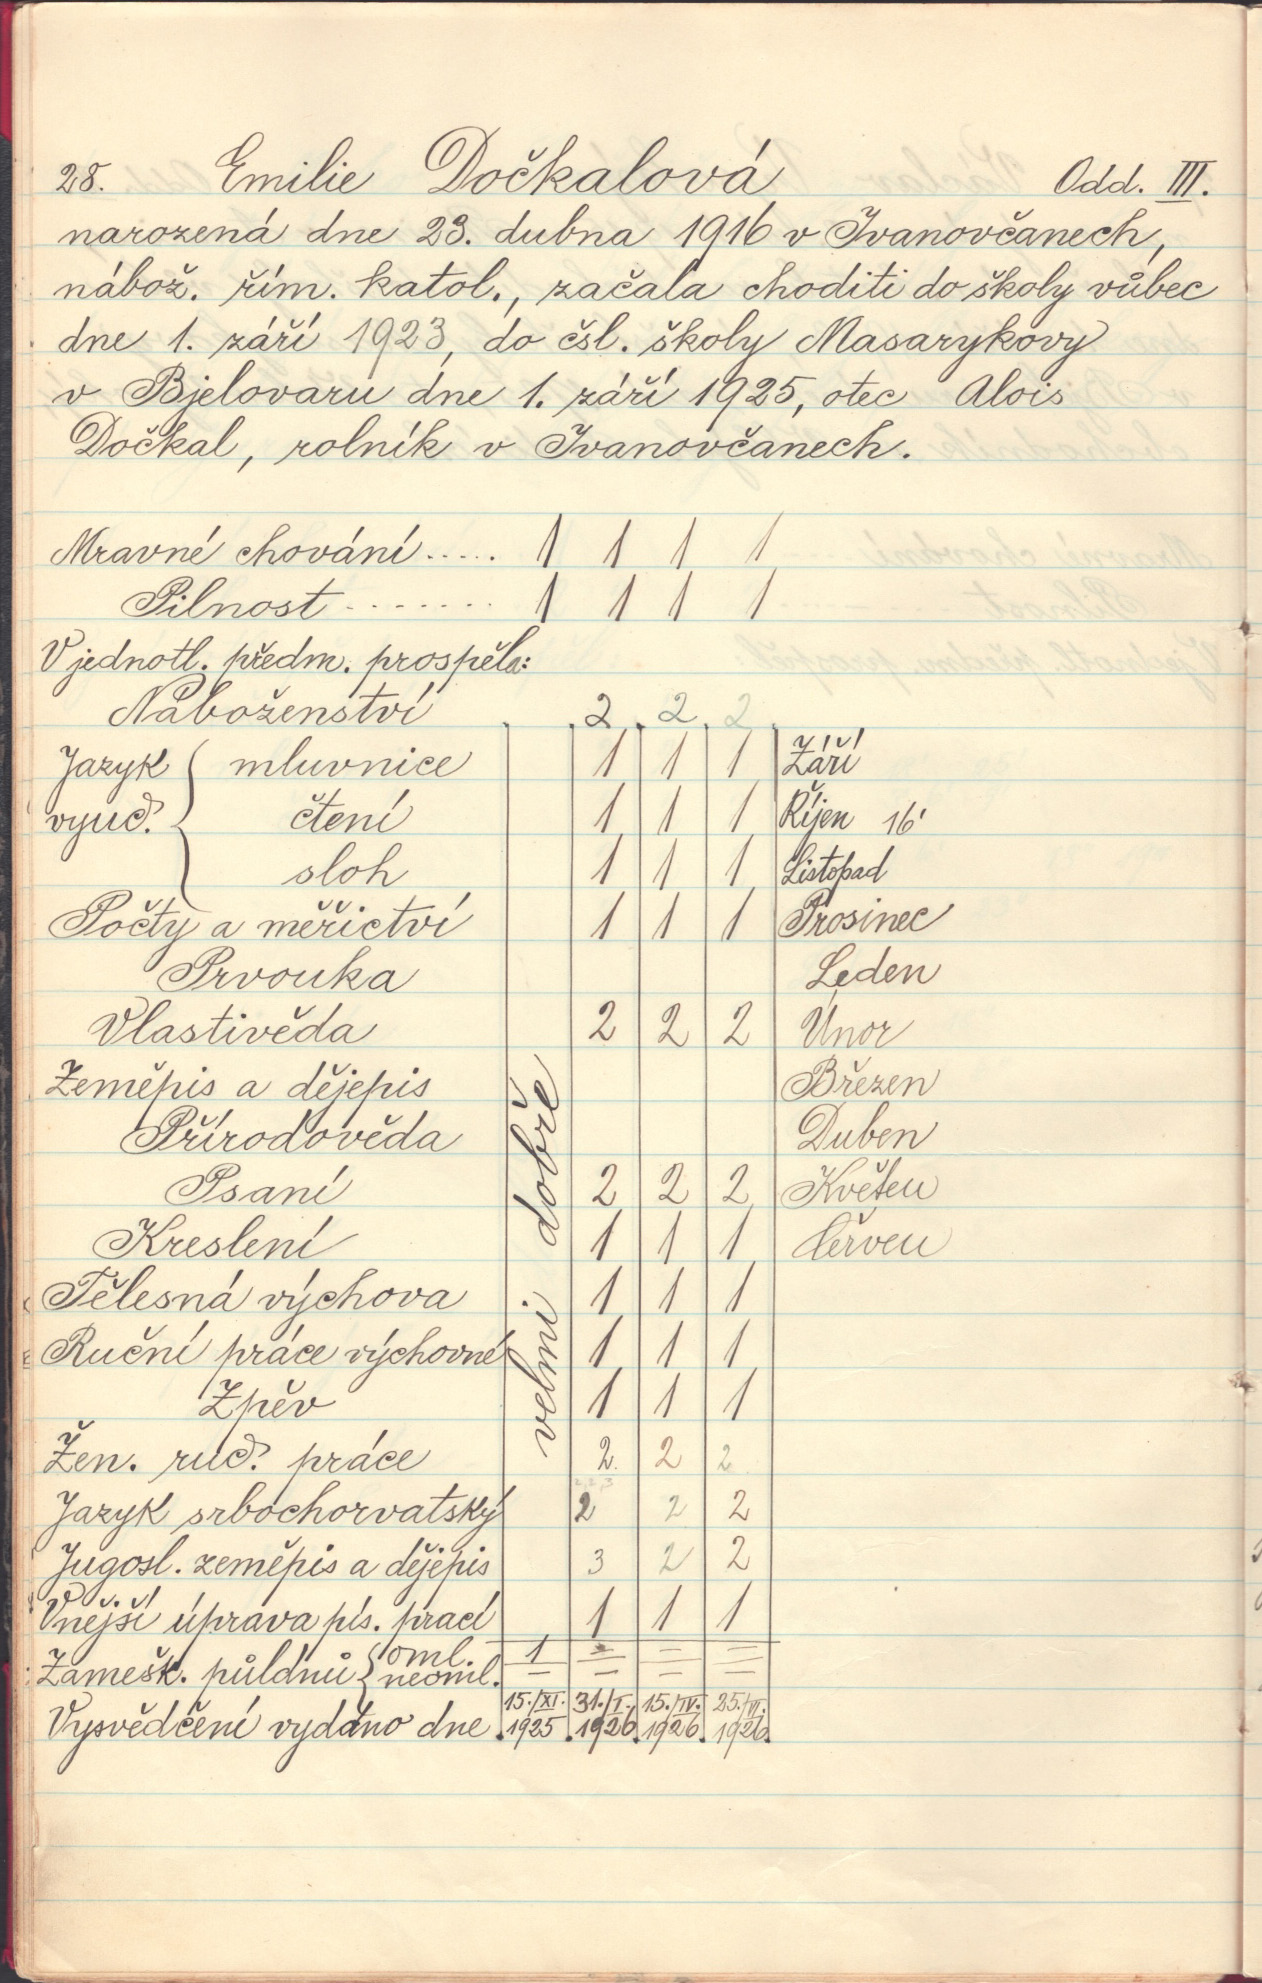 28. Emilie Dočkalová Odd. III.
narozená dne 23. dubna 1916 v Ivanovčanech,
nábož. řím. katol., začala choditi do školy vůbec
dne 1. září 1923, do čsl. školy Masarykovy
v Bjelovaru dne 1. září 1925, otec Alois
Dočkal, rolník v Ivanovčanech.
Mravné chování..... 1 1 1 1
Pilnost........ 1 1 1 1
V jednotl. předm. prospěla:
Náboženství 2 2 2
Jazyk vyuč. { mluvnice 1 1 1 Září
čtení 1 1 1 Říjen 16'
sloh 1 1 1 Listopad
Počty a měřictví 1 1 1 Prosinec
Prvouka Leden
Vlastivěda 2 2 2 Únor
Zeměpis a dějepis Březen
Přírodověda Duben
Psaní 2 2 2 Květen
Kreslení 1 1 1 Červen
Tělesná výchova 1 1 1
Ruční práce výchovné 1 1 1
Zpěv 1 1 1
velmi dobře
Žen. ruč. práce 2. 2 2
Jazyk srbochorvatský 2 2 2
Jugosl. zeměpis a dějepis 3 2 2
Vnější úprava pís. prací 1 1 1
Zamešk. půldnů { oml. 1 = = =
neoml. – – = =
Vysvědčení vydáno dne 15./XI. 1925 31./I. 1926 15./IV. 1926 25./VI. 1926